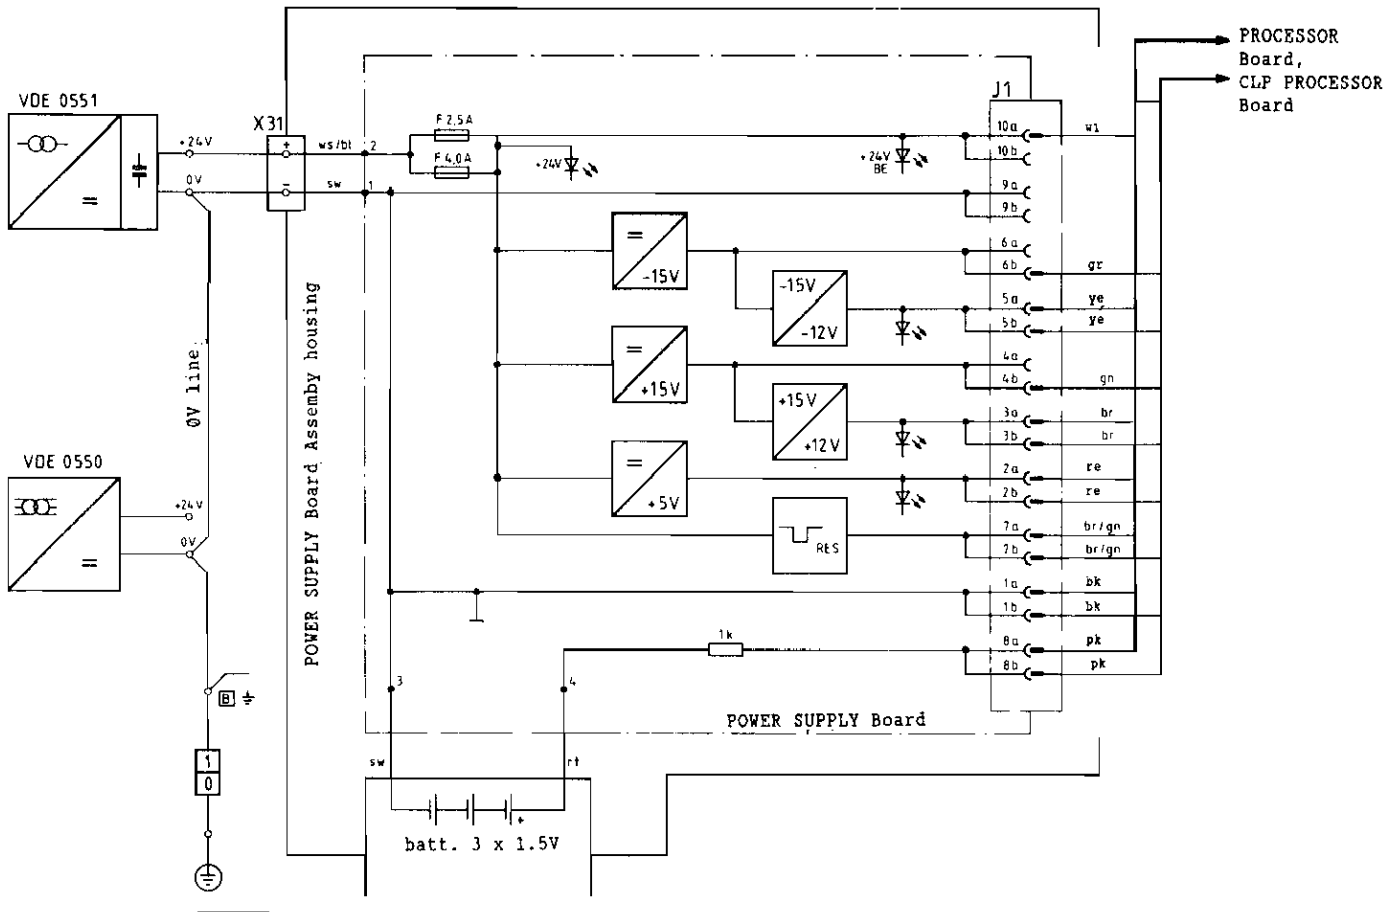 PROCESSOR
Board,
CLP PROCESSOR
Board
VDE 0551
+24V
0V
X31
+
-
ws/bl
sw
2
1
F 2,5A
F 4,0A
+24V
+24V
BE
J1
10a
10b
9a
9b
6a
6b
5a
5b
4a
4b
3a
3b
2a
2b
7a
7b
1a
1b
8a
8b
gr
ye
ye
gn
br
br
re
re
br/gn
br/gn
bk
bk
pk
pk
=
-15V
-15V
-12V
=
+15V
+15V
+12V
=
+5V
RES
0V line
POWER SUPPLY Board Assemby housing
VDE 0550
+24V
0V
=
=
1k
3
4
POWER SUPPLY Board
B
1
0
sw
rt
+
batt. 3 x 1.5V